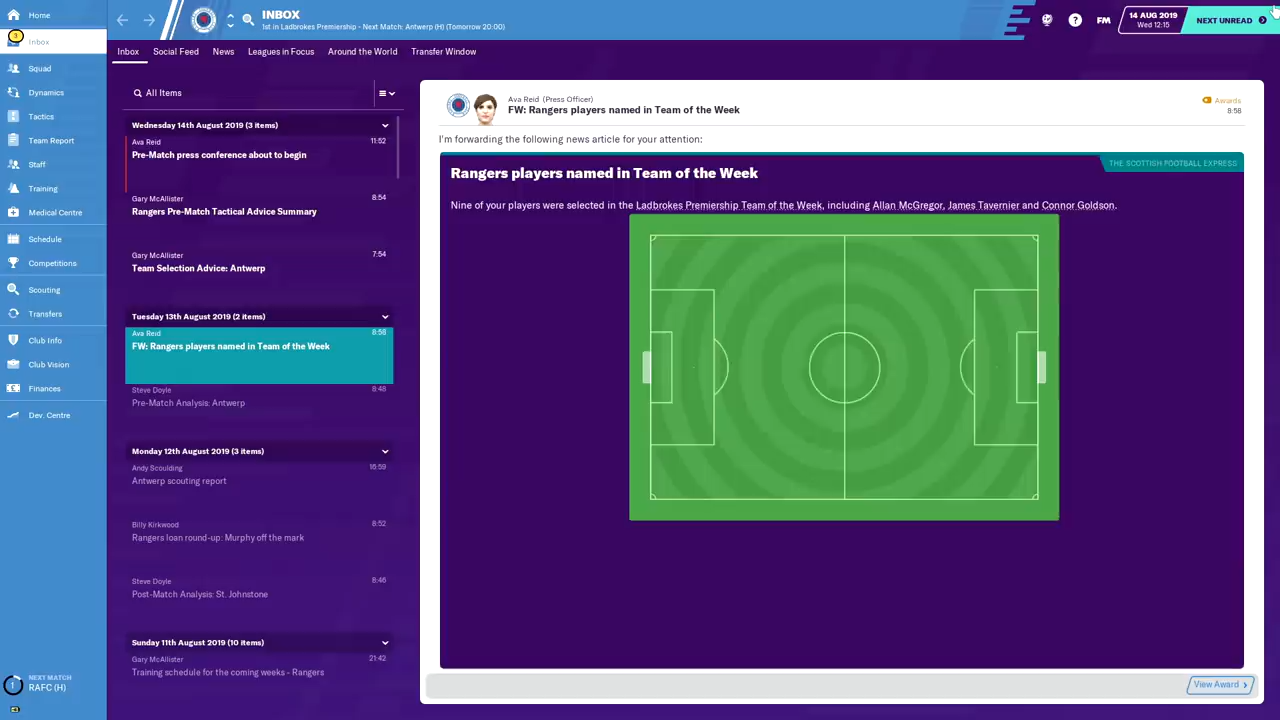 Home
3
Inbox
Squad
Dynamics
Tactics
Team Report
Staff
Training
Medical Centre
Schedule
Competitions
Scouting
Transfers
Club Info
Club Vision
Finances
Dev. Centre
NEXT MATCH
RAFC (H)
INBOX
1st in Ladbrokes Premiership - Next Match: Antwerp (H) (Tomorrow 20:00)
?
FM
14 AUG 2019
Wed 12:15
NEXT UNREAD
Inbox Social Feed News Leagues in Focus Around the World Transfer Window
All Items
Wednesday 14th August 2019 (3 items)
Ava Reid 11:52
Pre-Match press conference about to begin
Gary McAllister 8:54
Rangers Pre-Match Tactical Advice Summary
Gary McAllister 7:54
Team Selection Advice: Antwerp
Tuesday 13th August 2019 (2 items)
Ava Reid 8:58
FW: Rangers players named in Team of the Week
Steve Doyle 8:48
Pre-Match Analysis: Antwerp
Monday 12th August 2019 (3 items)
Andy Scoulding 16:59
Antwerp scouting report
Billy Kirkwood 8:52
Rangers loan round-up: Murphy off the mark
Steve Doyle 8:46
Post-Match Analysis: St. Johnstone
Sunday 11th August 2019 (10 items)
Gary McAllister 21:42
Training schedule for the coming weeks - Rangers
Ava Reid (Press Officer)
FW: Rangers players named in Team of the Week
Awards
8:58
I'm forwarding the following news article for your attention:
THE SCOTTISH FOOTBALL EXPRESS
Rangers players named in Team of the Week
Nine of your players were selected in the Ladbrokes Premiership Team of the Week, including Allan McGregor, James Tavernier and Connor Goldson.
View Award